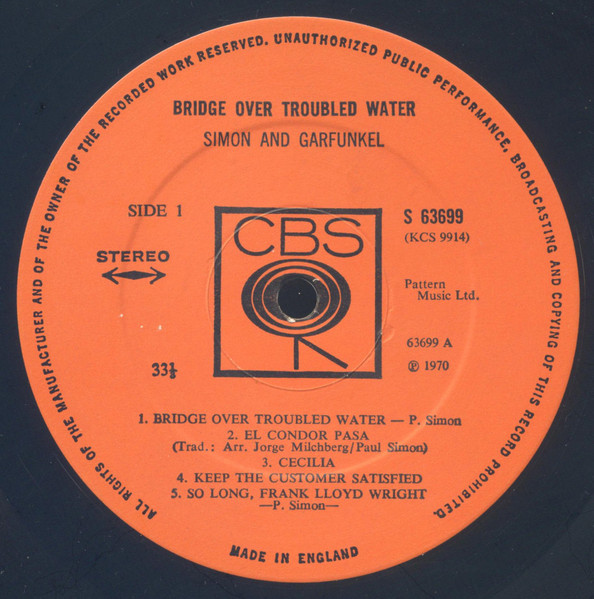 ALL RIGHTS OF THE MANUFACTURER AND OF THE OWNER OF THE RECORDED WORK RESERVED. UNAUTHORIZED PUBLIC PERFORMANCE, BROADCASTING AND COPYING OF THIS RECORD PROHIBITED.
BRIDGE OVER TROUBLED WATER
SIMON AND GARFUNKEL
SIDE 1
STEREO
33⅓
CBS
S 63699
(KCS 9914)
Pattern
Music Ltd.
63699 A
℗ 1970
1. BRIDGE OVER TROUBLED WATER — P. Simon
2. EL CONDOR PASA
(Trad.; Arr. Jorge Milchberg/Paul Simon)
3. CECILIA
4. KEEP THE CUSTOMER SATISFIED
5. SO LONG, FRANK LLOYD WRIGHT
—P. Simon—
MADE IN ENGLAND